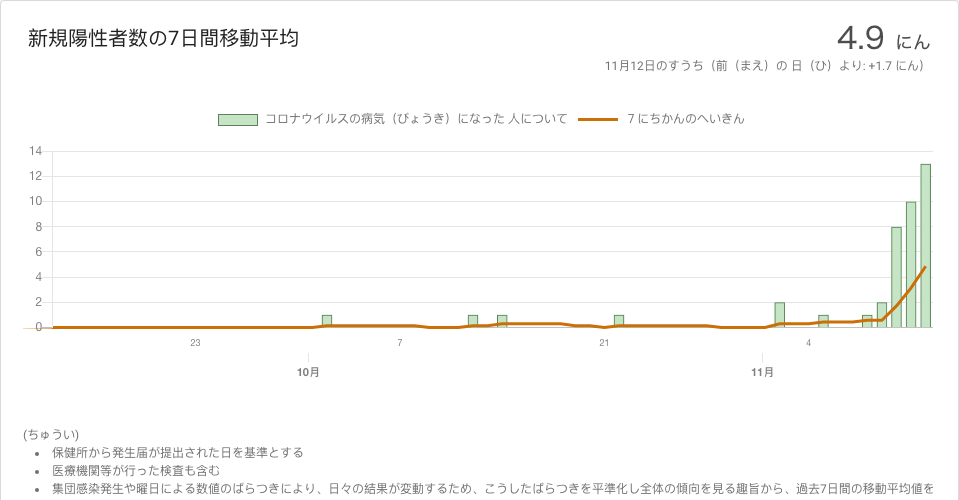 新規陽性者数の7日間移動平均
4.9 にん
11月12日のすうち（前（まえ）の 日（ひ）より: +1.7 にん）
コロナウイルスの病気（びょうき）になった 人について 7 にちかんのへいきん
14
12
10
8
6
4
2
0
23 7 21 4
10月 11月
(ちゅうい)
• 保健所から発生届が提出された日を基準とする
• 医療機関等が行った検査も含む
• 集団感染発生や曜日による数値のばらつきにより、日々の結果が変動するため、こうしたばらつきを平準化し全体の傾向を見る趣旨から、過去7日間の移動平均値を